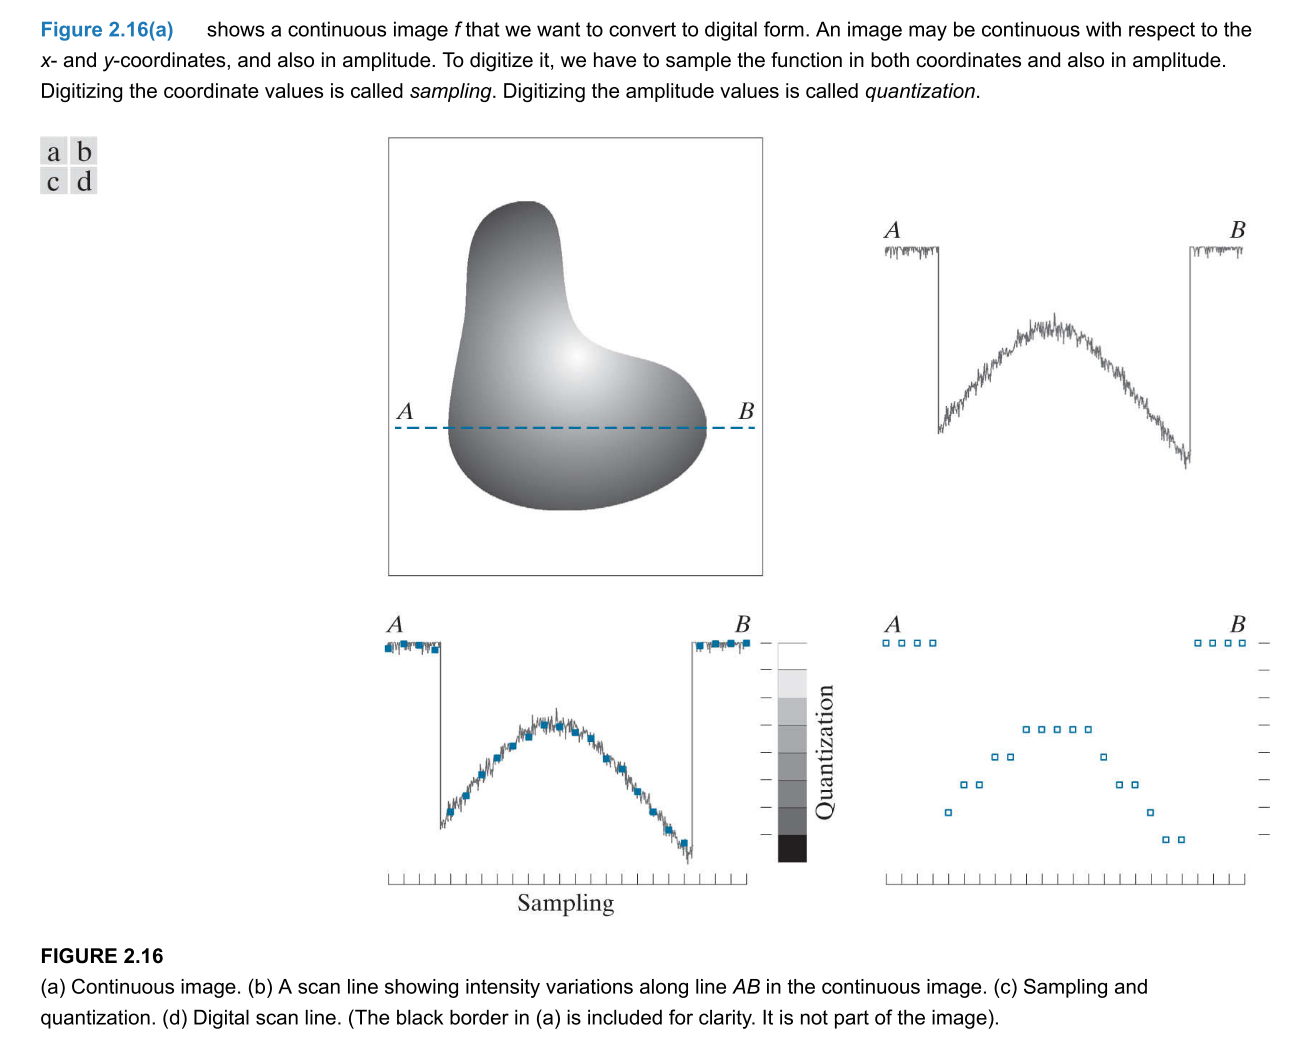 Figure 2.16(a) shows a continuous image f that we want to convert to digital form. An image may be continuous with respect to the
x- and y-coordinates, and also in amplitude. To digitize it, we have to sample the function in both coordinates and also in amplitude.
Digitizing the coordinate values is called sampling. Digitizing the amplitude values is called quantization.
a b
c d
A B
A B
A B
Quantization
Sampling
A B
FIGURE 2.16
(a) Continuous image. (b) A scan line showing intensity variations along line AB in the continuous image. (c) Sampling and
quantization. (d) Digital scan line. (The black border in (a) is included for clarity. It is not part of the image).